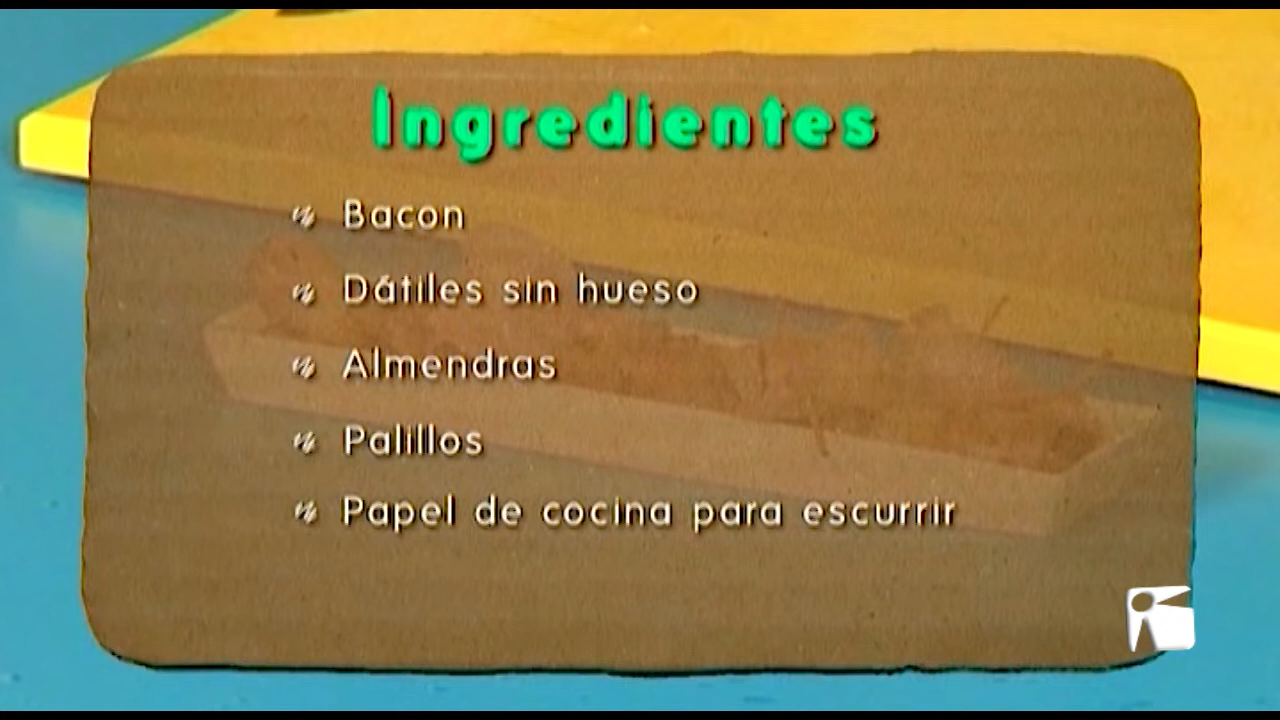 Ingredientes
Bacon
Dátiles sin hueso
Almendras
Palillos
Papel de cocina para escurrir